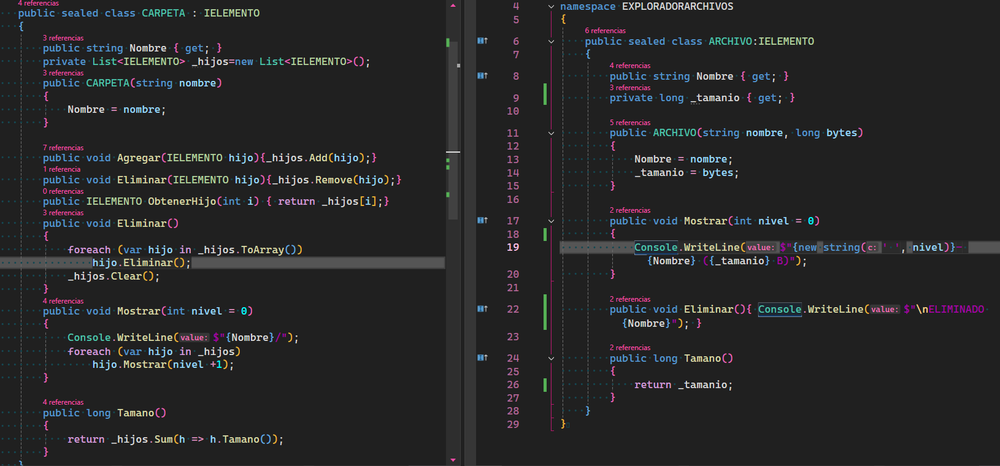 4 referencias
public sealed class CARPETA : IELEMENTO
{
3 referencias
public string Nombre { get; }
private List<IELEMENTO> _hijos=new List<IELEMENTO>();
3 referencias
public CARPETA(string nombre)
{
Nombre = nombre;
}
7 referencias
public void Agregar(IELEMENTO hijo){_hijos.Add(hijo);}
1 referencia
public void Eliminar(IELEMENTO hijo){_hijos.Remove(hijo);}
0 referencias
public IELEMENTO ObtenerHijo(int i) { return _hijos[i];}
3 referencias
public void Eliminar()
{
foreach (var hijo in _hijos.ToArray())
hijo.Eliminar();
_hijos.Clear();
}
4 referencias
public void Mostrar(int nivel = 0)
{
Console.WriteLine(value: $"{Nombre}/");
foreach (var hijo in _hijos)
hijo.Mostrar(nivel +1);
}
4 referencias
public long Tamano()
{
return _hijos.Sum(h => h.Tamano());
}
}
4 namespace EXPLORADORARCHIVOS
5 {
6 referencias
6 public sealed class ARCHIVO:IELEMENTO
7 {
4 referencias
8 public string Nombre { get; }
3 referencias
9 private long _tamanio { get; }
10
5 referencias
11 public ARCHIVO(string nombre, long bytes)
12 {
13 Nombre = nombre;
14 _tamanio = bytes;
15 }
16
2 referencias
17 public void Mostrar(int nivel = 0)
18 {
19 Console.WriteLine(value: $"{new string(c: ' ', nivel)}-
{Nombre} ({_tamanio} B)");
20 }
21
2 referencias
22 public void Eliminar(){ Console.WriteLine(value: $"\nELIMINADO
{Nombre}"); }
23
2 referencias
24 public long Tamano()
25 {
26 return _tamanio;
27 }
28 }
29 }